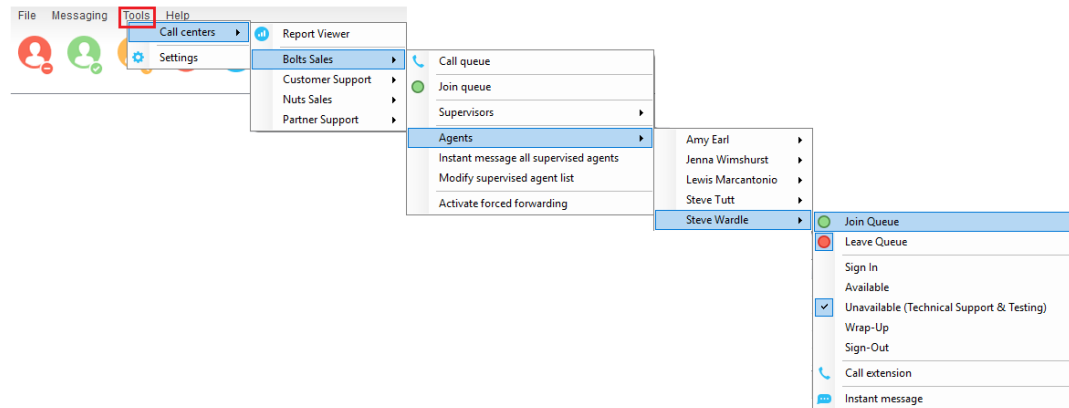 File Messaging Tools Help
Call centers
Settings
Report Viewer
Bolts Sales
Customer Support
Nuts Sales
Partner Support
Call queue
Join queue
Supervisors
Agents
Instant message all supervised agents
Modify supervised agent list
Activate forced forwarding
Amy Earl
Jenna Wimshurst
Lewis Marcantonio
Steve Tutt
Steve Wardle
Join Queue
Leave Queue
Sign In
Available
Unavailable (Technical Support & Testing)
Wrap-Up
Sign-Out
Call extension
Instant message